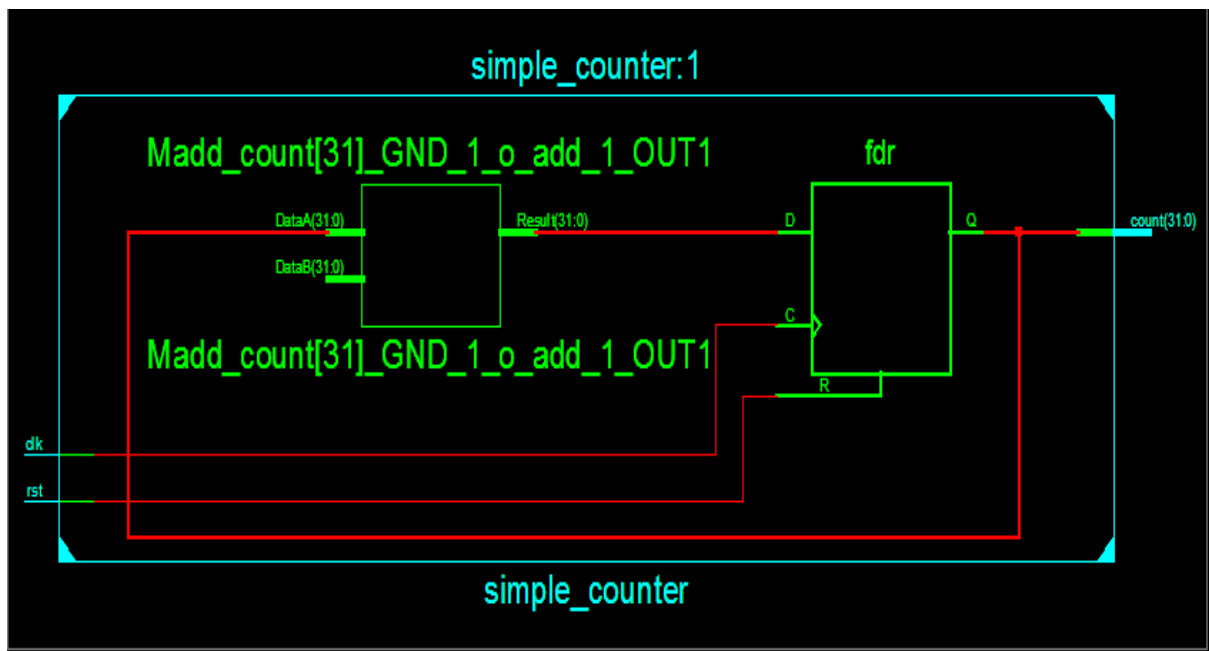 simple_counter:1
Madd_count[31]_GND_1_o_add_1_OUT1
fdr
DataA(31:0)
Result(31:0)
D
Q
count(31:0)
DataB(31:0)
C
Madd_count[31]_GND_1_o_add_1_OUT1
R
clk
rst
simple_counter